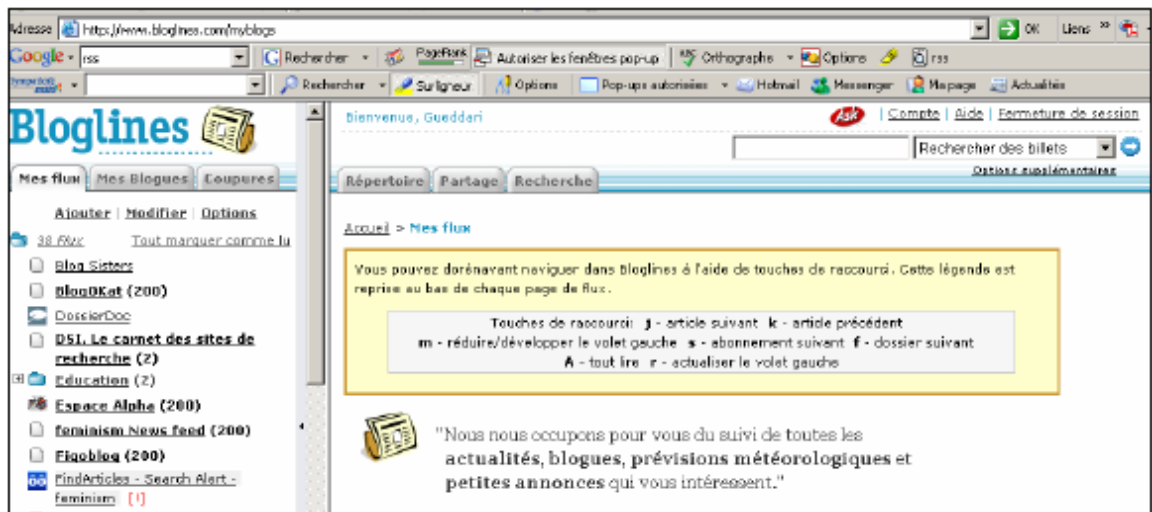 Adresse http://www.bloglines.com/myblogs OK Liens »
Google rss Rechercher PageRank Autoriser les fenêtres pop-up Orthographe Options rss
Rechercher Surligneur Options Pop-ups autorisées Hotmail Messenger Ma page Actualités
Bloglines
Mes flux Mes Blogues Coupures
Ajouter | Modifier | Options
38 flux Tout marquer comme lu
Blog Sisters
BlogOKat (200)
DossierDoc
DSI, Le carnet des sites de
recherche (2)
Education (2)
Espace Alpha (200)
feminism News feed (200)
Figoblog (200)
FindArticles - Search Alert -
feminism [!]
Bienvenue, Gueddari
Ask | Compte | Aide | Fermeture de session
Rechercher des billets
Options supplémentaires
Répertoire Partage Recherche
Accueil > Mes flux
Vous pouvez dorénavant naviguer dans Bloglines à l'aide de touches de raccourci. Cette légende est
reprise au bas de chaque page de flux.
Touches de raccourci: j - article suivant k - article précédent
m - réduire/développer le volet gauche s - abonnement suivant f - dossier suivant
A - tout lire r - actualiser le volet gauche
"Nous nous occupons pour vous du suivi de toutes les
actualités, blogues, prévisions météorologiques et
petites annonces qui vous intéressent."